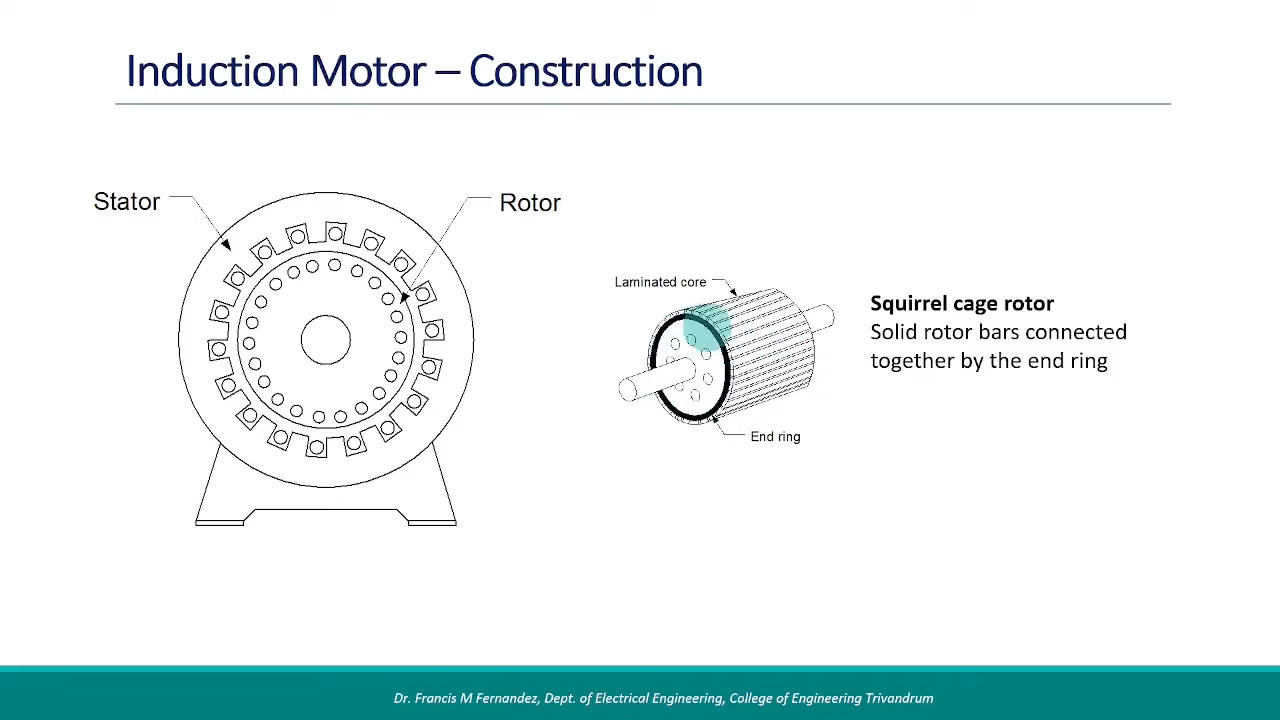 Induction Motor – Construction
Stator
Rotor
Laminated core
End ring
Squirrel cage rotor
Solid rotor bars connected
together by the end ring
Dr. Francis M Fernandez, Dept. of Electrical Engineering, College of Engineering Trivandrum